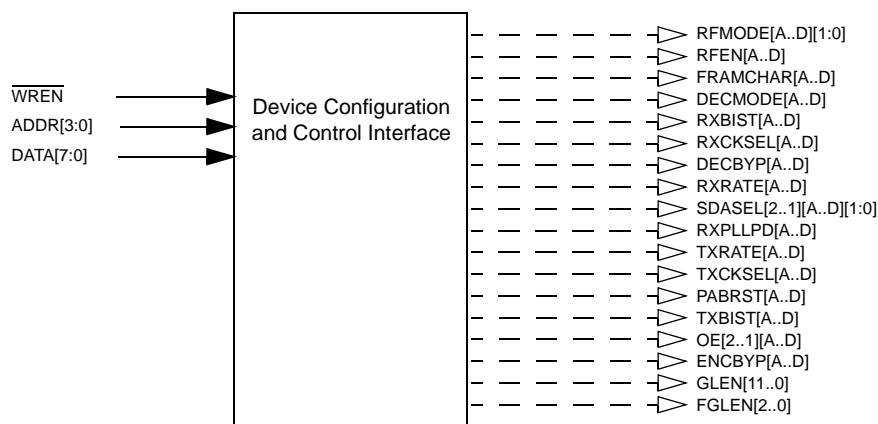 WREN
ADDR[3:0]
DATA[7:0]
Device Configuration
and Control Interface
RFMODE[A..D][1:0]
RFEN[A..D]
FRAMCHAR[A..D]
DECMODE[A..D]
RXBIST[A..D]
RXCKSEL[A..D]
DECBYP[A..D]
RXRATE[A..D]
SDASEL[2..1][A..D][1:0]
RXPLLPD[A..D]
TXRATE[A..D]
TXCKSEL[A..D]
PABRST[A..D]
TXBIST[A..D]
OE[2..1][A..D]
ENCBYP[A..D]
GLEN[11..0]
FGLEN[2..0]